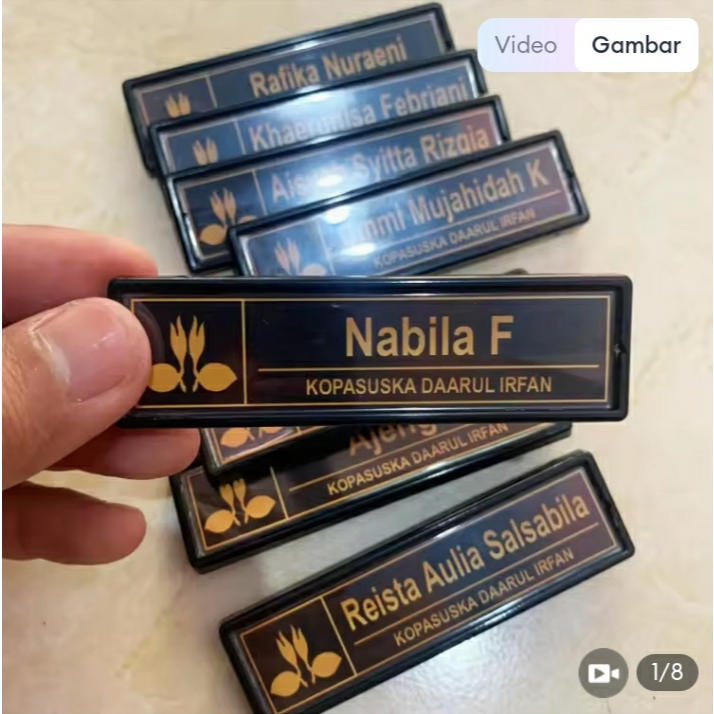 Video
Gambar
Rafika Nuraeni
Khaerunisa Febriani
Syitta Rizqia
Mujahidah K
KOPASUSKA DAARUL IRFAN
Nabila F
KOPASUSKA DAARUL IRFAN
Ajeng
KOPASUSKA DAARUL IRFAN
Reista Aulia Salsabila
KOPASUSKA DAARUL IRFAN
1/8